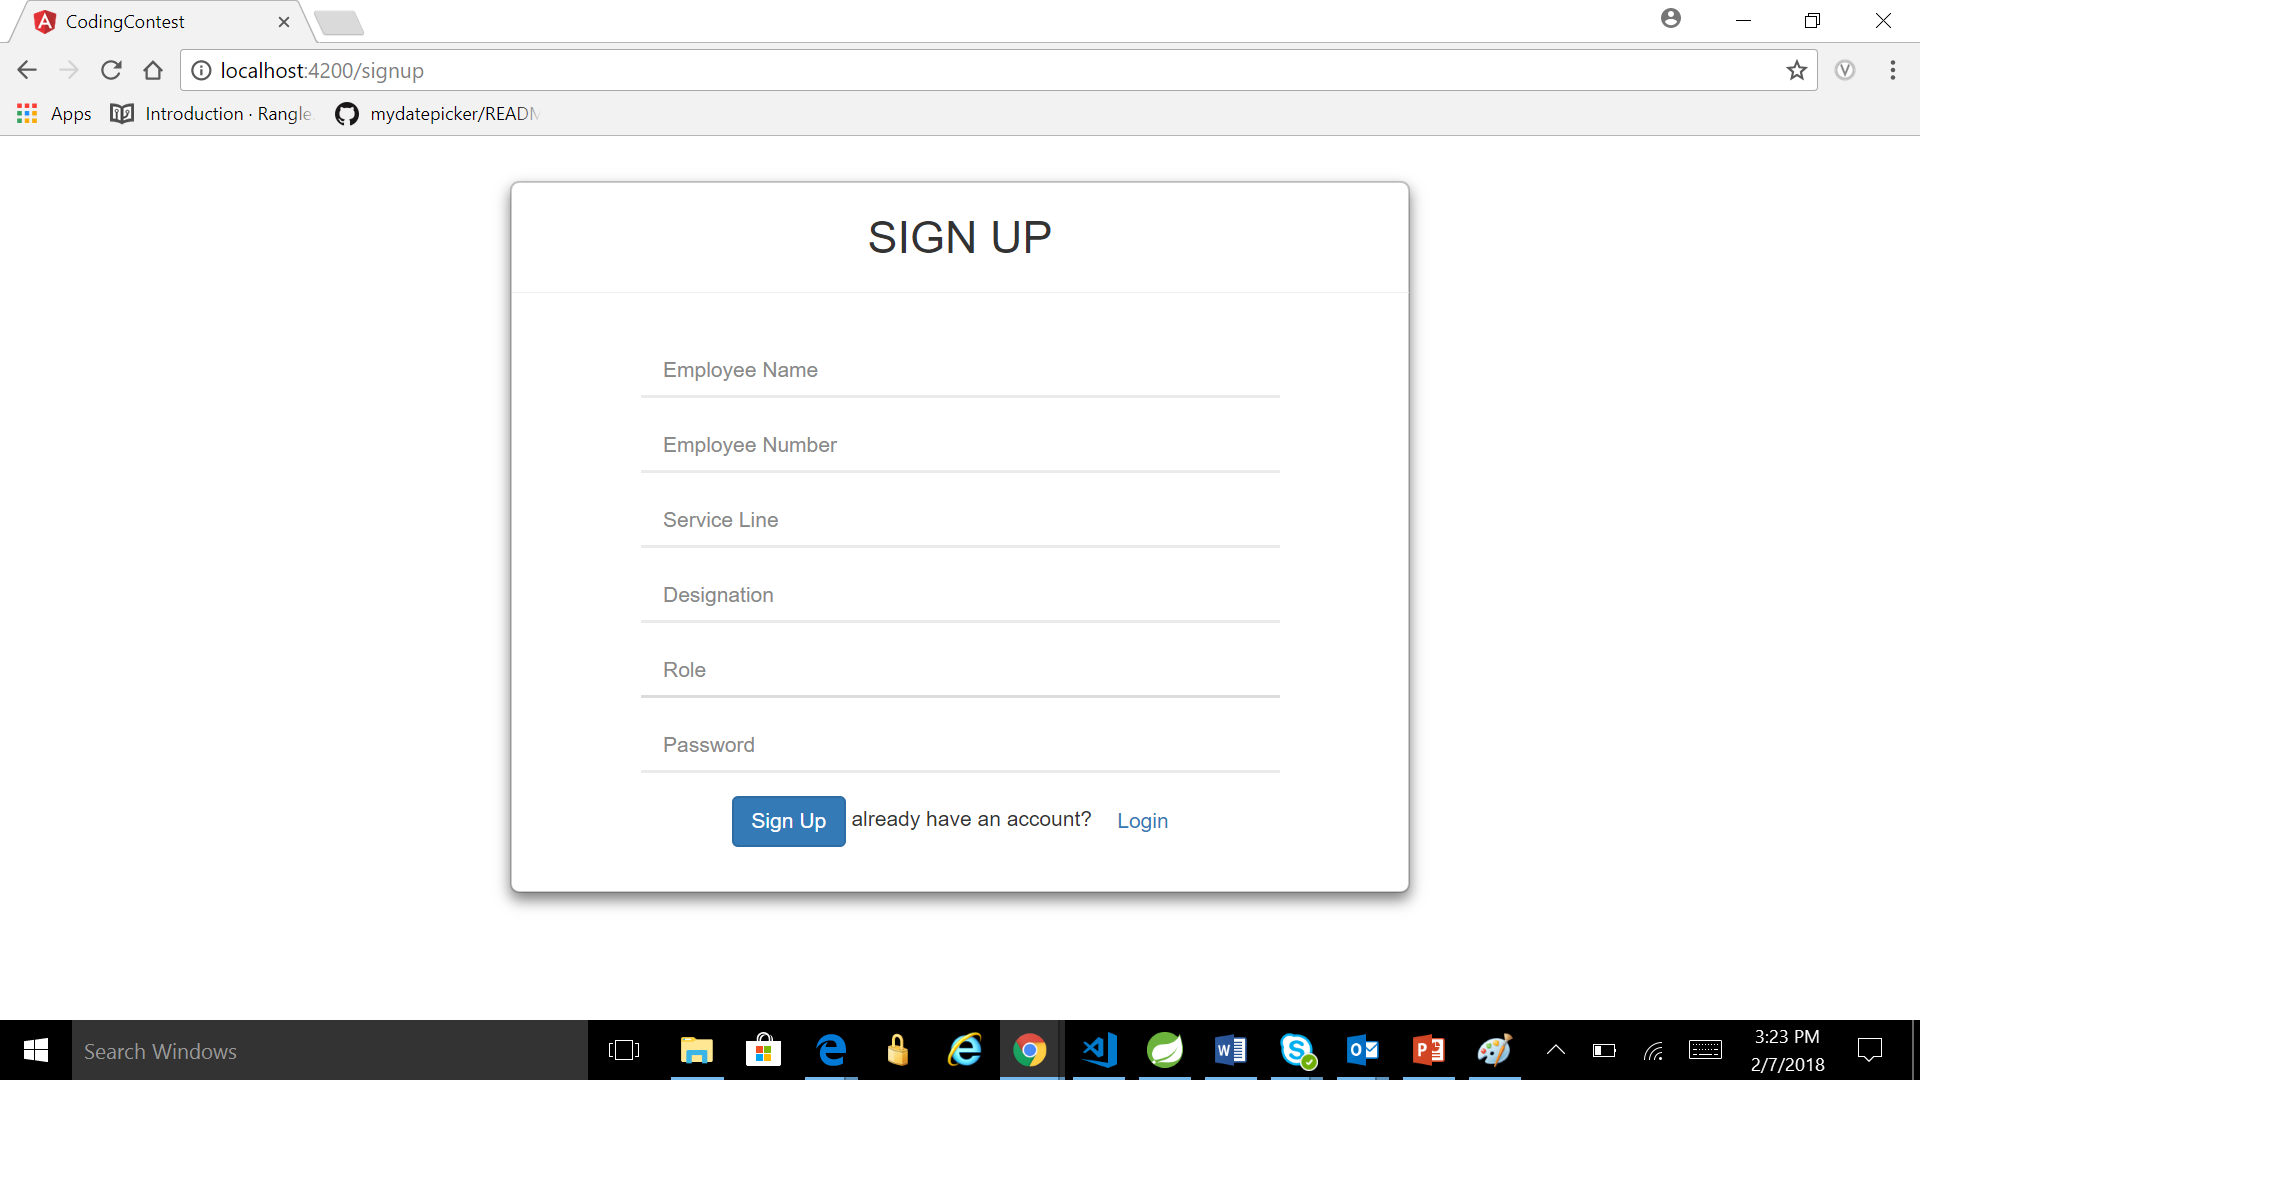 CodingContest
localhost:4200/signup
Apps
Introduction · Rangle
mydatepicker/READM
SIGN UP
Employee Name
Employee Number
Service Line
Designation
Role
Password
Sign Up already have an account? Login
Search Windows
3:23 PM
2/7/2018